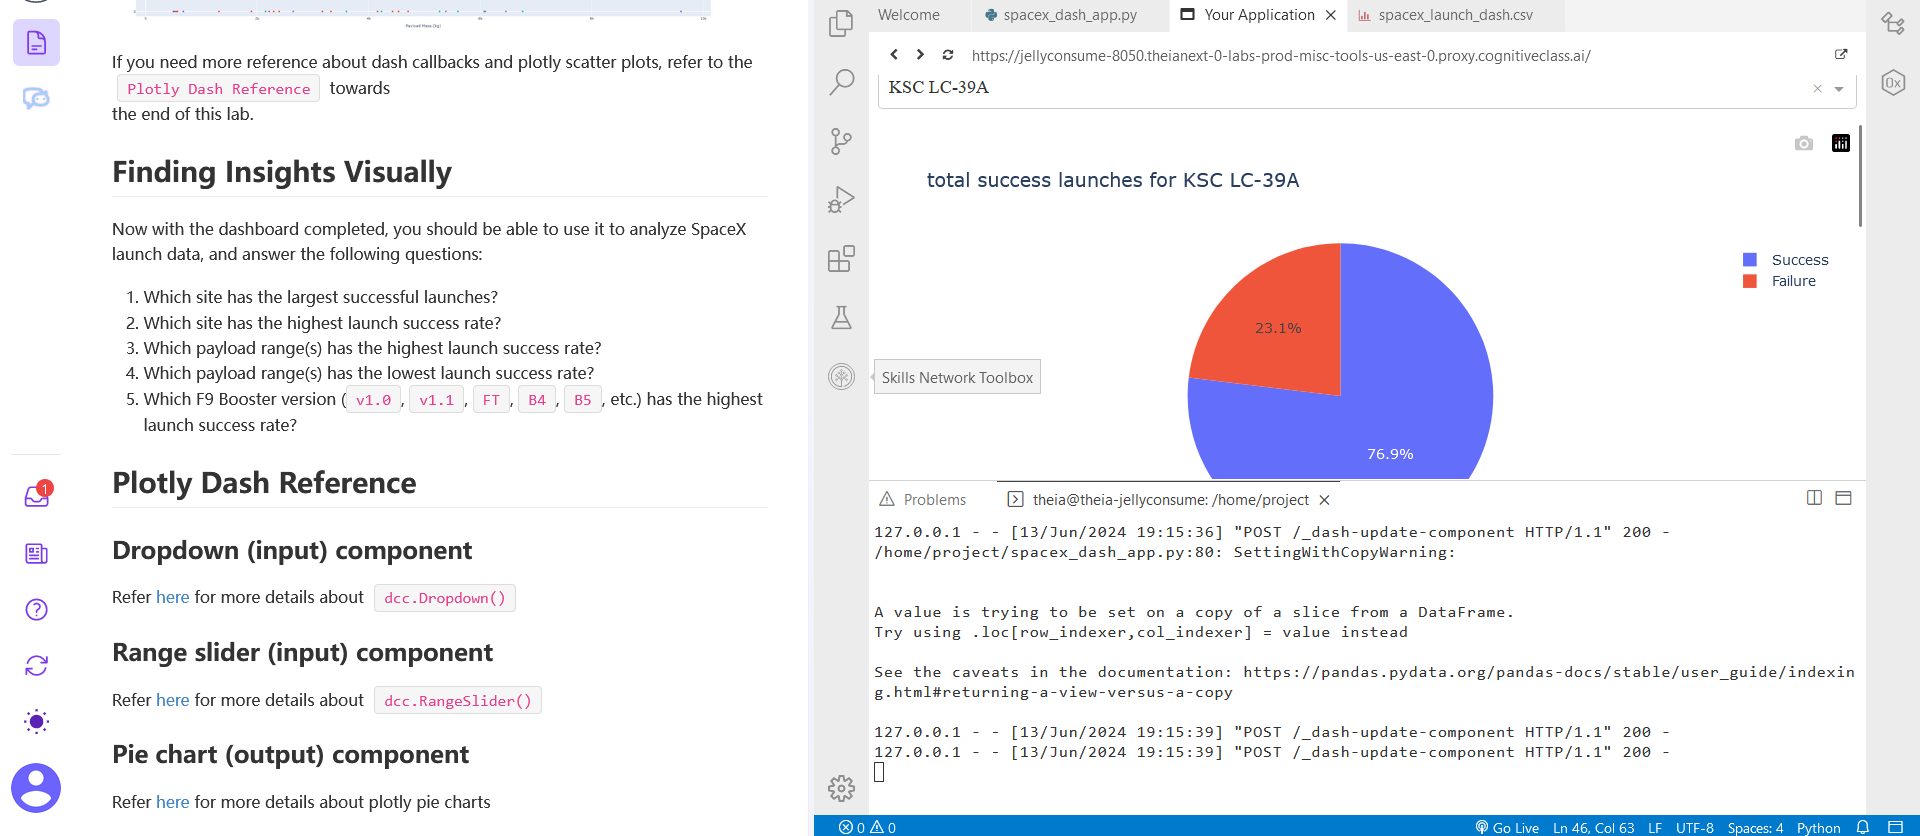 Payload Mass (kg)
If you need more reference about dash callbacks and plotly scatter plots, refer to the
Plotly Dash Reference towards
the end of this lab.
Finding Insights Visually
Now with the dashboard completed, you should be able to use it to analyze SpaceX
launch data, and answer the following questions:
1. Which site has the largest successful launches?
2. Which site has the highest launch success rate?
3. Which payload range(s) has the highest launch success rate?
4. Which payload range(s) has the lowest launch success rate?
5. Which F9 Booster version ( v1.0 , v1.1 , FT , B4 , B5 , etc.) has the highest
launch success rate?
1
Plotly Dash Reference
Dropdown (input) component
Refer here for more details about dcc.Dropdown()
Range slider (input) component
Refer here for more details about dcc.RangeSlider()
Pie chart (output) component
Refer here for more details about plotly pie charts
Welcome spacex_dash_app.py Your Application spacex_launch_dash.csv
https://jellyconsume-8050.theianext-0-labs-prod-misc-tools-us-east-0.proxy.cognitiveclass.ai/
0x
KSC LC-39A
total success launches for KSC LC-39A
Success
Failure
23.1%
Skills Network Toolbox
76.9%
Problems theia@theia-jellyconsume: /home/project
127.0.0.1 - - [13/Jun/2024 19:15:36] "POST /_dash-update-component HTTP/1.1" 200 -
/home/project/spacex_dash_app.py:80: SettingWithCopyWarning:
A value is trying to be set on a copy of a slice from a DataFrame.
Try using .loc[row_indexer,col_indexer] = value instead
See the caveats in the documentation: https://pandas.pydata.org/pandas-docs/stable/user_guide/indexin
g.html#returning-a-view-versus-a-copy
127.0.0.1 - - [13/Jun/2024 19:15:39] "POST /_dash-update-component HTTP/1.1" 200 -
127.0.0.1 - - [13/Jun/2024 19:15:39] "POST /_dash-update-component HTTP/1.1" 200 -
0 0 Go Live Ln 46, Col 63 LF UTF-8 Spaces: 4 Python